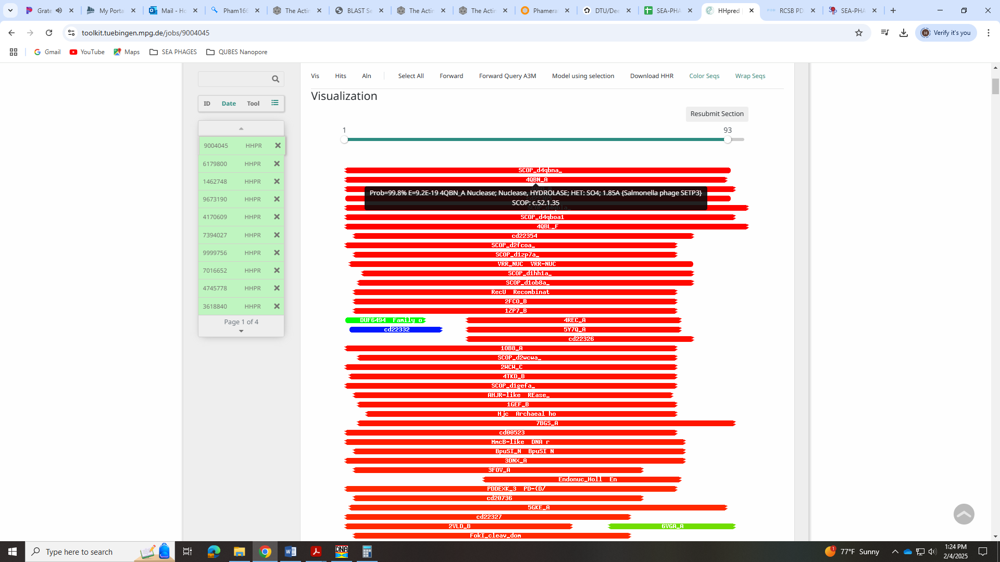 Grate
My Porta
Mail - Ho
Pham166
The Actin
BLAST Se
The Actin
The Actin
Phamerat
DTU/Dee
SEA-PHA
HHpred
RCSB PD
SEA-PHA
toolkit.tuebingen.mpg.de/jobs/9004045
Verify it's you
Gmail
YouTube
Maps
SEA PHAGES
QUBES Nanopore
Vis Hits Aln Select All Forward Forward Query A3M Model using selection Download HHR Color Seqs Wrap Seqs
Visualization
Resubmit Section
1 93
ID Date Tool
9004045 HHPR
6179800 HHPR
1462748 HHPR
9673190 HHPR
4170609 HHPR
7394027 HHPR
9999756 HHPR
7016652 HHPR
4745778 HHPR
3618840 HHPR
Page 1 of 4
SCOP_d4qbna_
4QBN_A
Prob=99.8% E=9.2E-19 4QBN_A Nuclease; Nuclease, HYDROLASE; HET: SO4; 1.85A {Salmonella phage SETP3}
SCOP: c.52.1.35
SCOP_d4qboa1
4QBL_F
cd22354
SCOP_d2fcoa_
SCOP_d1zp7a_
VRR_NUC VRR-NUC
SCOP_d1hh1a_
SCOP_d1ob8a_
RecU Recombinat
2FCO_B
1ZP7_B
DUF6494 Family o 4REC_A
cd22332 5Y7Q_A
cd22326
1OB8_A
SCOP_d2wcwa_
2WCW_C
4TKD_B
SCOP_d1gefa_
AHJR-like REase_
1GEF_B
Hjc Archaeal ho
7BGS_A
cd00523
MmcB-like DNA r
BpuSI_N BpuSI N
3DNX_A
3FOV_A
Endonuc_Holl En
PDDEXK_3 PD-(D/
cd20736
5GKE_A
cd22327
2VLD_B 6VGA_A
FokI_cleav_dom
Type here to search
DNA
77°F Sunny
1:24 PM
2/4/2025